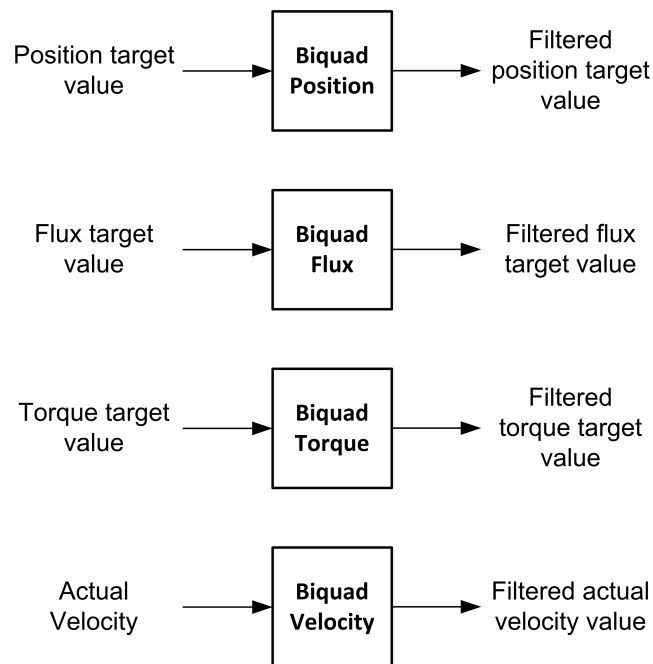 Position target
value
Biquad
Position
Filtered
position target
value
Flux target
value
Biquad
Flux
Filtered flux
target value
Torque target
value
Biquad
Torque
Filtered
torque target
value
Actual
Velocity
Biquad
Velocity
Filtered actual
velocity value